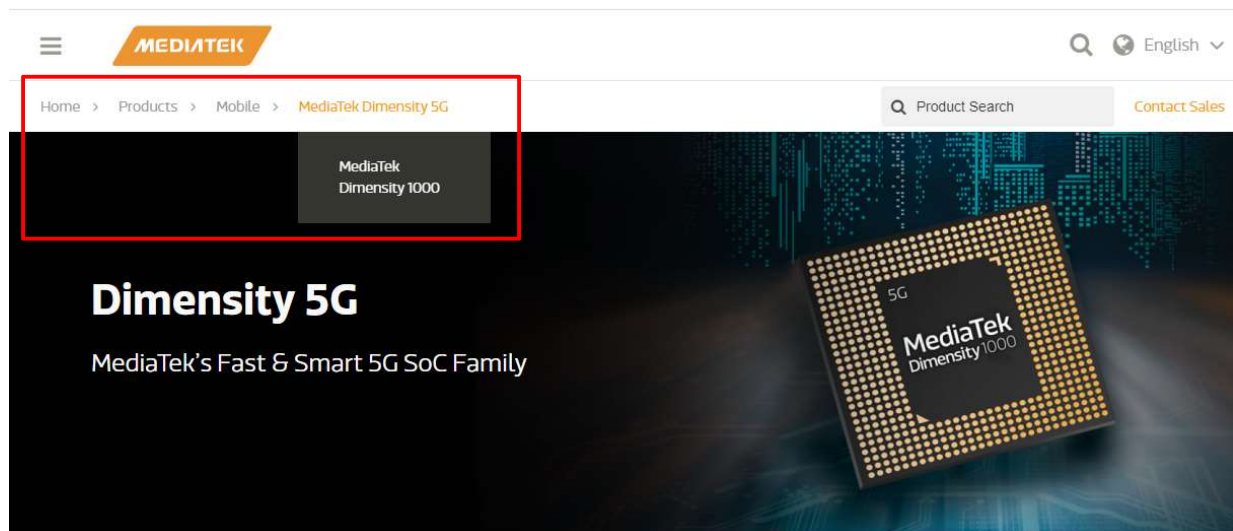 MEDIATEK
English
Home > Products > Mobile > MediaTek Dimensity 5G
Product Search
Contact Sales
MediaTek
Dimensity 1000
Dimensity 5G
MediaTek's Fast & Smart 5G SoC Family
5G
MediaTek
Dimensity 1000